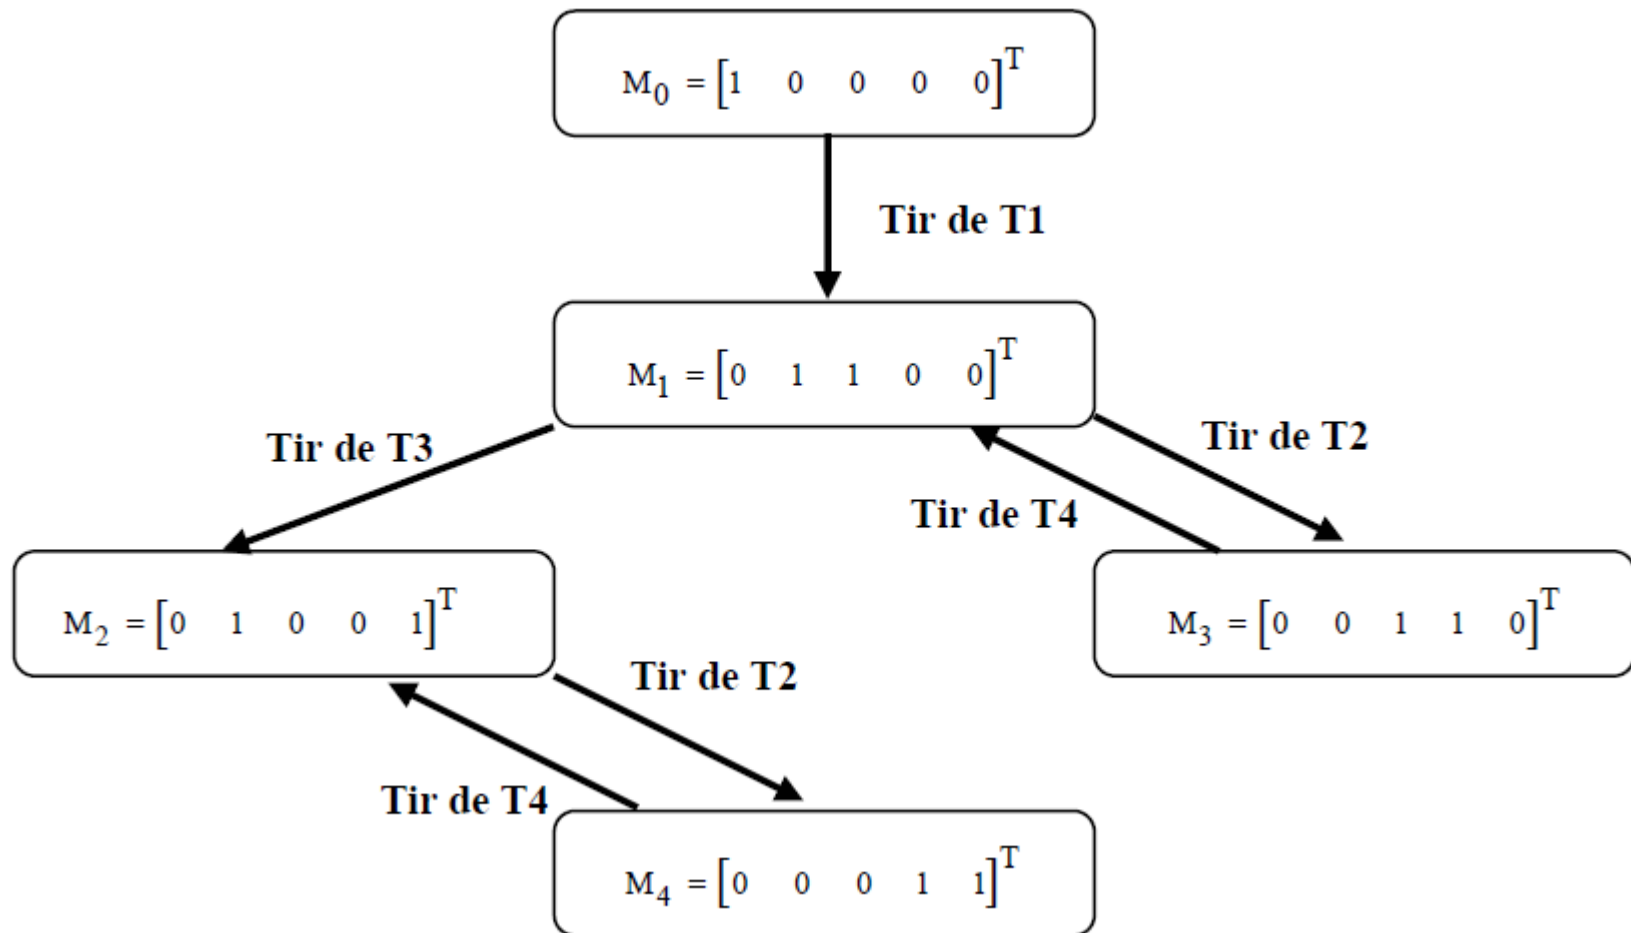 M0 = [1 0 0 0 0]T
Tir de T1
M1 = [0 1 1 0 0]T
Tir de T3
Tir de T2
Tir de T4
M2 = [0 1 0 0 1]T
M3 = [0 0 1 1 0]T
Tir de T2
Tir de T4
M4 = [0 0 0 1 1]T